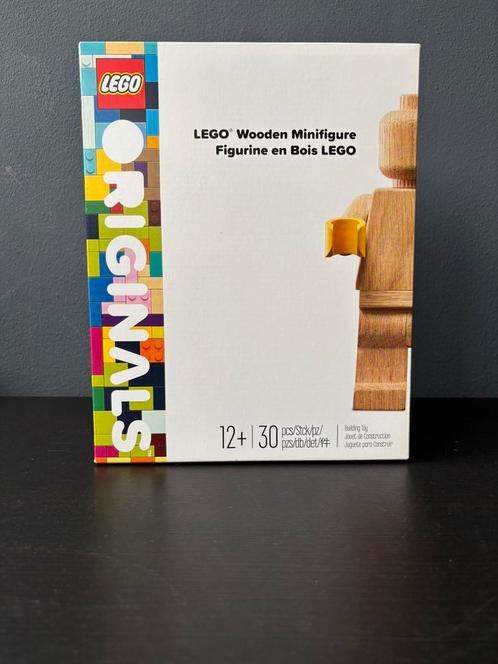 LEGO
ORIGINALS
LEGO® Wooden Minifigure
Figurine en Bois LEGO
12+ | 30 pcs/Stck/pz/
pzs/db/det/件
Building Toy
Jouet de Construction
Juguete para Construir